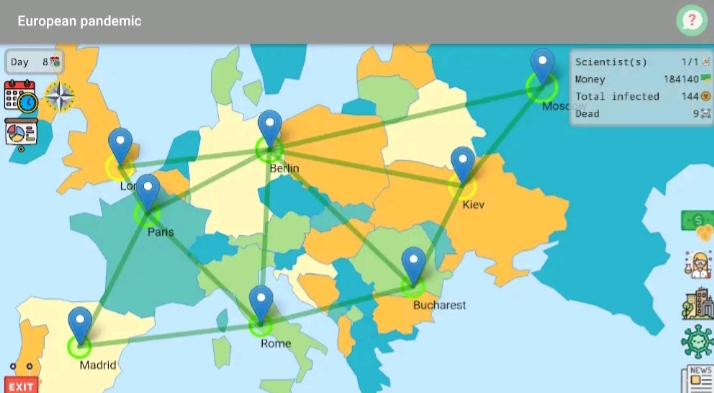 European pandemic
?
Day 8
Scientist(s) 1/1
Money 184140
Total infected 144
Dead 9
Moscow
Berlin
Lon
Paris
Kiev
Bucharest
Rome
Madrid
EXIT
NEWS